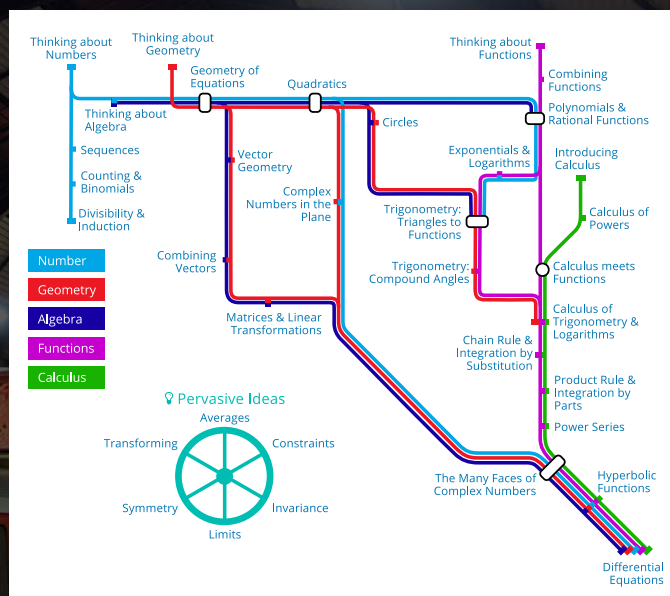 Thinking about
Numbers
Thinking about
Geometry
Geometry of
Equations
Quadratics
Thinking about
Functions
Combining
Functions
Polynomials &
Rational Functions
Thinking about
Algebra
Circles
Sequences
Counting &
Binomials
Divisibility &
Induction
Vector
Geometry
Complex
Numbers in the
Plane
Exponentials &
Logarithms
Introducing
Calculus
Trigonometry:
Triangles to
Functions
Calculus of
Powers
Combining
Vectors
Trigonometry:
Compound Angles
Calculus meets
Functions
Matrices & Linear
Transformations
Calculus of
Trigonometry &
Logarithms
Chain Rule &
Integration by
Substitution
Product Rule &
Integration by
Parts
Power Series
Number
Geometry
Algebra
Functions
Calculus
Pervasive Ideas
Averages
Transforming
Constraints
Symmetry
Invariance
Limits
The Many Faces of
Complex Numbers
Hyperbolic
Functions
Differential
Equations